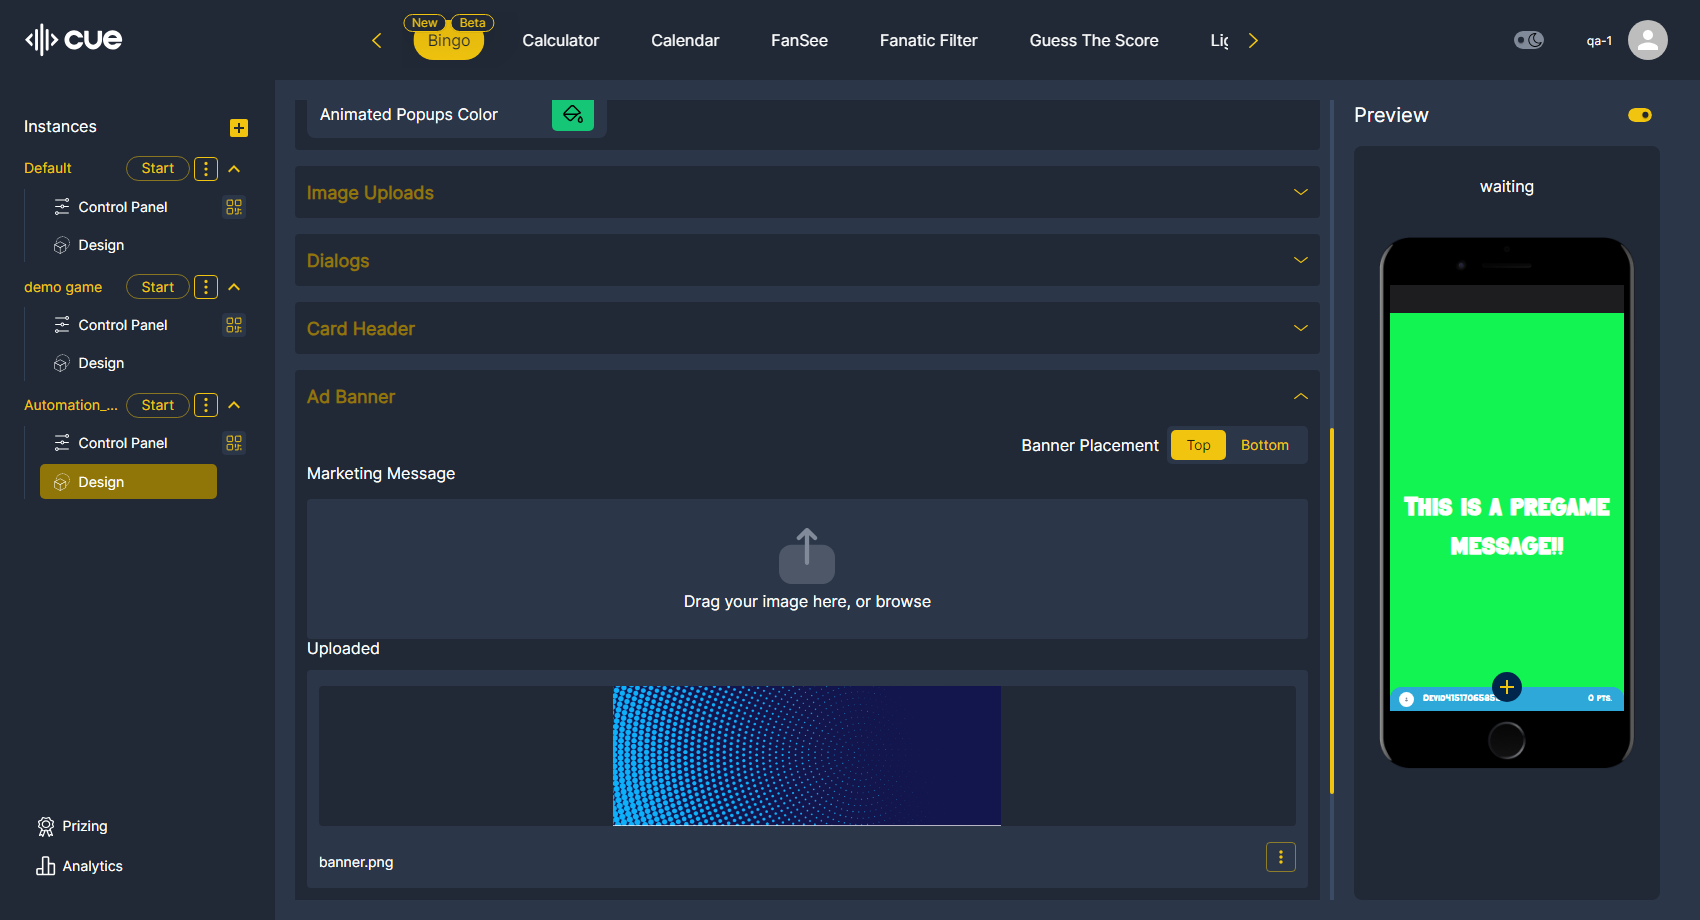 cue
New
Beta
Bingo
Calculator
Calendar
FanSee
Fanatic Filter
Guess The Score
Lig
qa-1
Instances
Default
Start
Control Panel
Design
demo game
Start
Control Panel
Design
Automation_...
Start
Control Panel
Design
Prizing
Analytics
Animated Popups Color
Image Uploads
Dialogs
Card Header
Ad Banner
Banner Placement
Top
Bottom
Marketing Message
Drag your image here, or browse
Uploaded
banner.png
Preview
waiting
This is a pregame
message!!
0 pts.